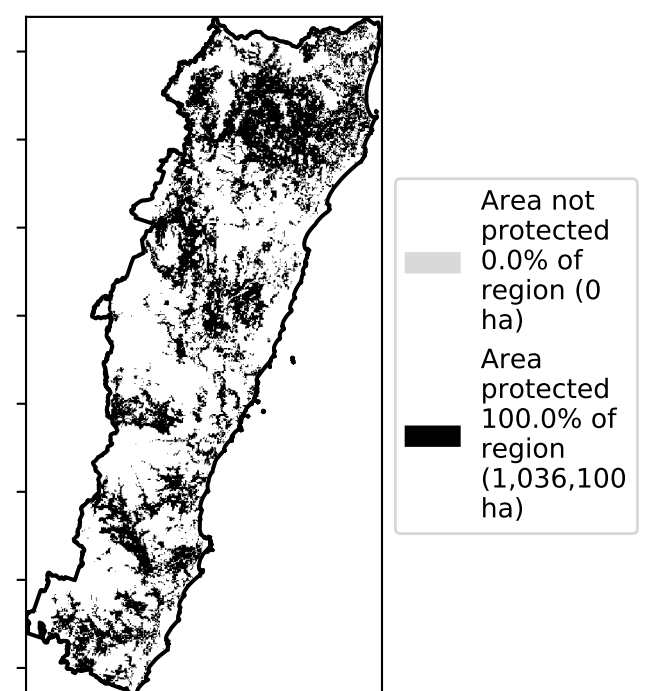 Area not
protected
0.0% of
region (0
ha)
Area
protected
100.0% of
region
(1,036,100
ha)